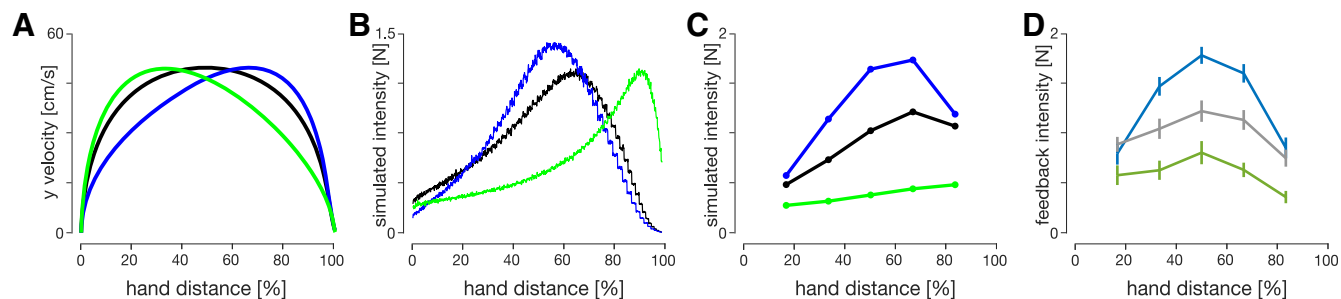 A
60
0
y velocity [cm/s]
0 20 40 60 80 100
hand distance [%]
B
1.5
0
simulated intensity [N]
0 20 40 60 80 100
hand distance [%]
C
2
0
simulated intensity [N]
0 20 40 60 80 100
hand distance [%]
D
2
0
feedback intensity [N]
0 20 40 60 80 100
hand distance [%]